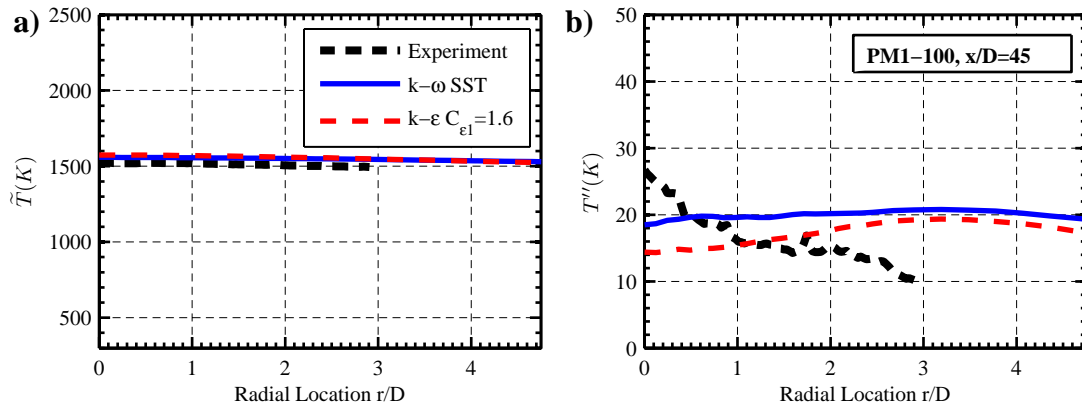 a)
2500
2000
1500
1000
500
0
1
2
3
4
Radial Location r/D
T̃(K)
Experiment
k−ω SST
k−ε C_ε1=1.6
b)
50
40
30
20
10
0
0
1
2
3
4
Radial Location r/D
T''(K)
PM1−100, x/D=45